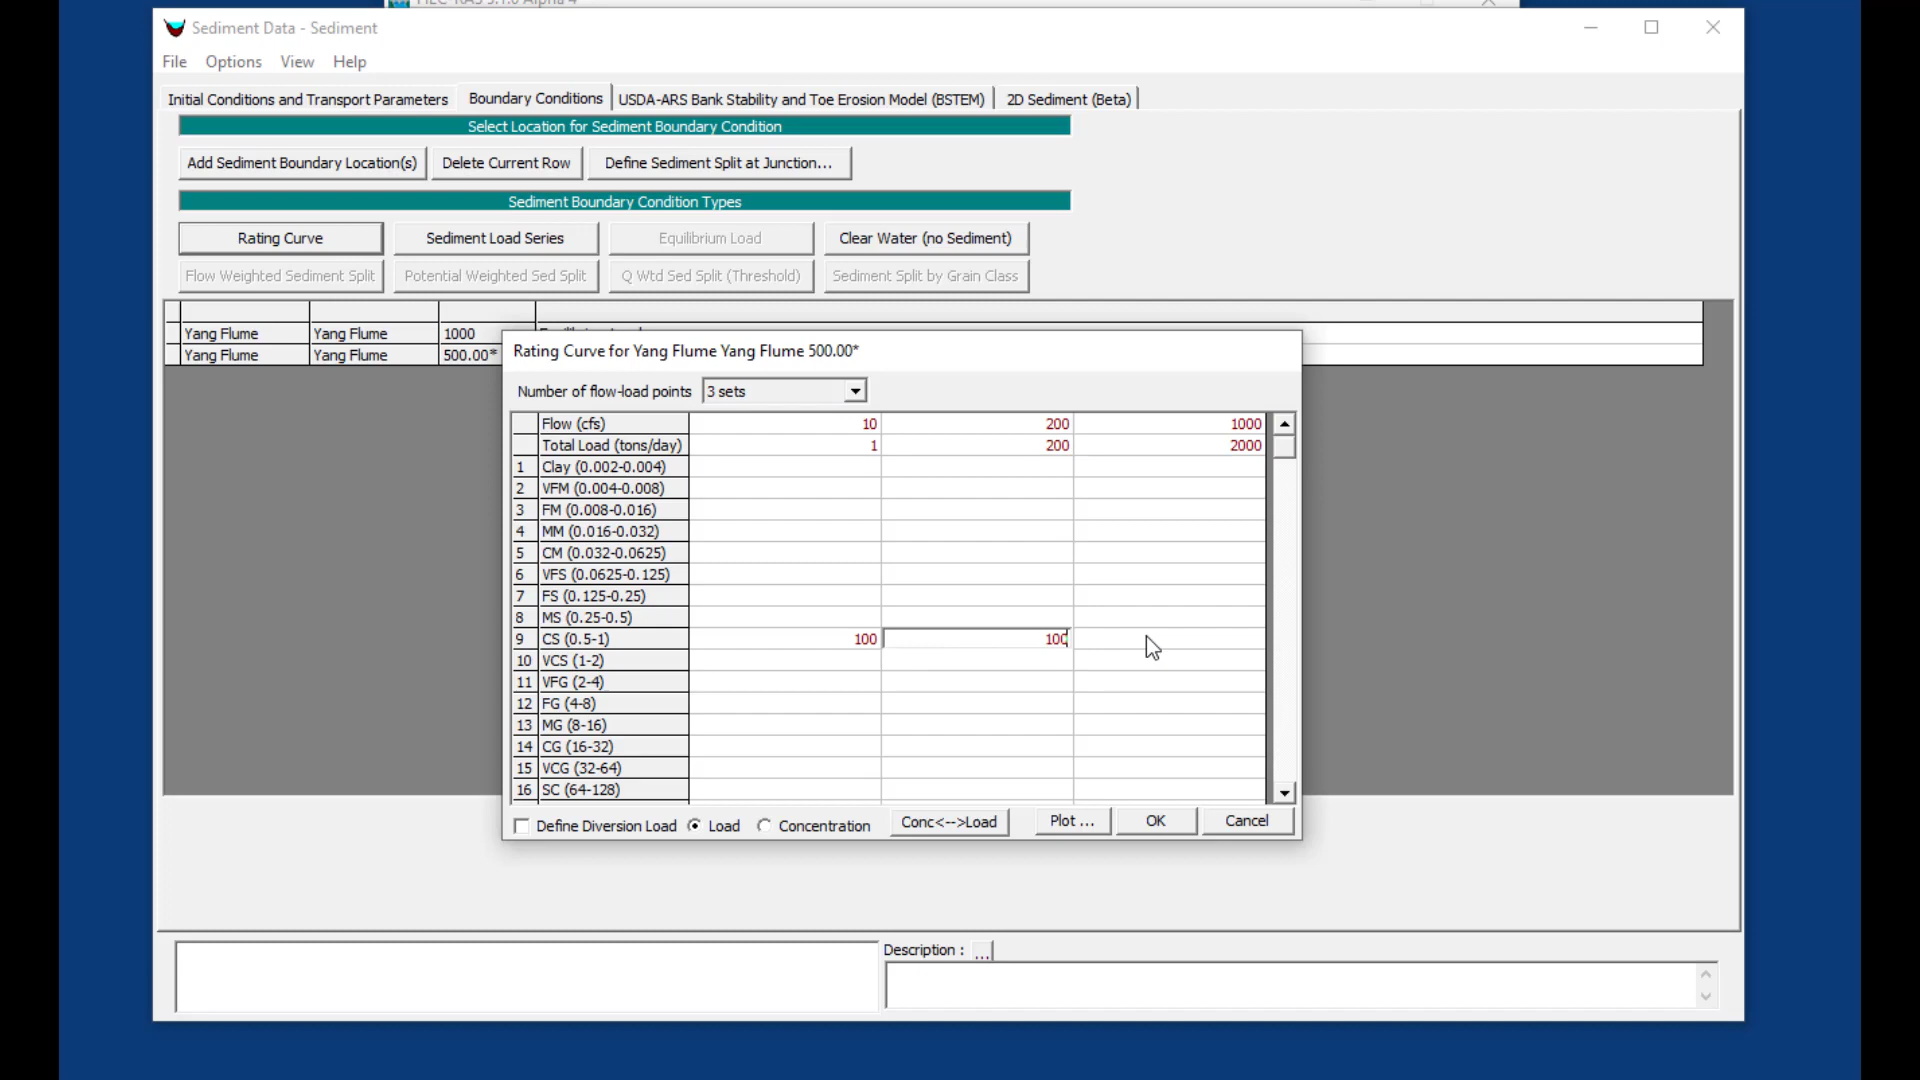 Sediment Data - Sediment
File Options View Help
Initial Conditions and Transport Parameters Boundary Conditions USDA-ARS Bank Stability and Toe Erosion Model (BSTEM) 2D Sediment (Beta)
Select Location for Sediment Boundary Condition
Add Sediment Boundary Location(s) Delete Current Row Define Sediment Split at Junction...
Sediment Boundary Condition Types
Rating Curve Sediment Load Series Equilibrium Load Clear Water (no Sediment)
Flow Weighted Sediment Split Potential Weighted Sed Split Q Wtd Sed Split (Threshold) Sediment Split by Grain Class
Yang Flume Yang Flume 1000
Yang Flume Yang Flume 500.00*
Rating Curve for Yang Flume Yang Flume 500.00*
Number of flow-load points 3 sets
Flow (cfs) 10 200 1000
Total Load (tons/day) 1 200 2000
1 Clay (0.002-0.004)
2 VFM (0.004-0.008)
3 FM (0.008-0.016)
4 MM (0.016-0.032)
5 CM (0.032-0.0625)
6 VFS (0.0625-0.125)
7 FS (0.125-0.25)
8 MS (0.25-0.5)
9 CS (0.5-1) 100 100
10 VCS (1-2)
11 VFG (2-4)
12 FG (4-8)
13 MG (8-16)
14 CG (16-32)
15 VCG (32-64)
16 SC (64-128)
Define Diversion Load Load Concentration Conc<-->Load Plot ... OK Cancel
Description : ...